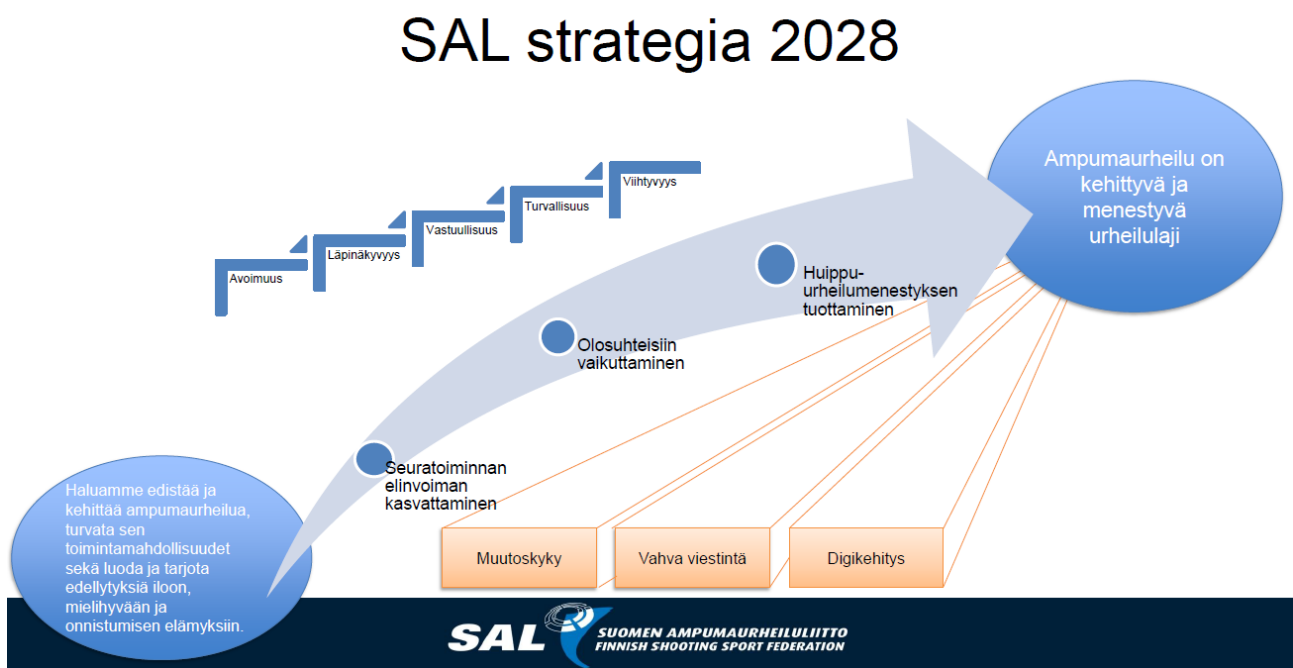 SAL strategia 2028
Ampumaurheilu on
kehittyvä ja
menestyvä
urheilulaji
Viihtyvyys
Turvallisuus
Vastuullisuus
Läpinäkyvyys
Avoimuus
Huippu-
urheilumenestyksen
tuottaminen
Olosuhteisiin
vaikuttaminen
Seuratoiminnan
elinvoiman
kasvattaminen
Haluamme edistää ja
kehittää ampumaurheilua,
turvata sen
toimintamahdollisuudet
sekä luoda ja tarjota
edellytyksiä iloon,
mielihyvään ja
onnistumisen elämyksiin.
Muutoskyky
Vahva viestintä
Digikehitys
SAL
SUOMEN AMPUMAURHEILULIITTO
FINNISH SHOOTING SPORT FEDERATION